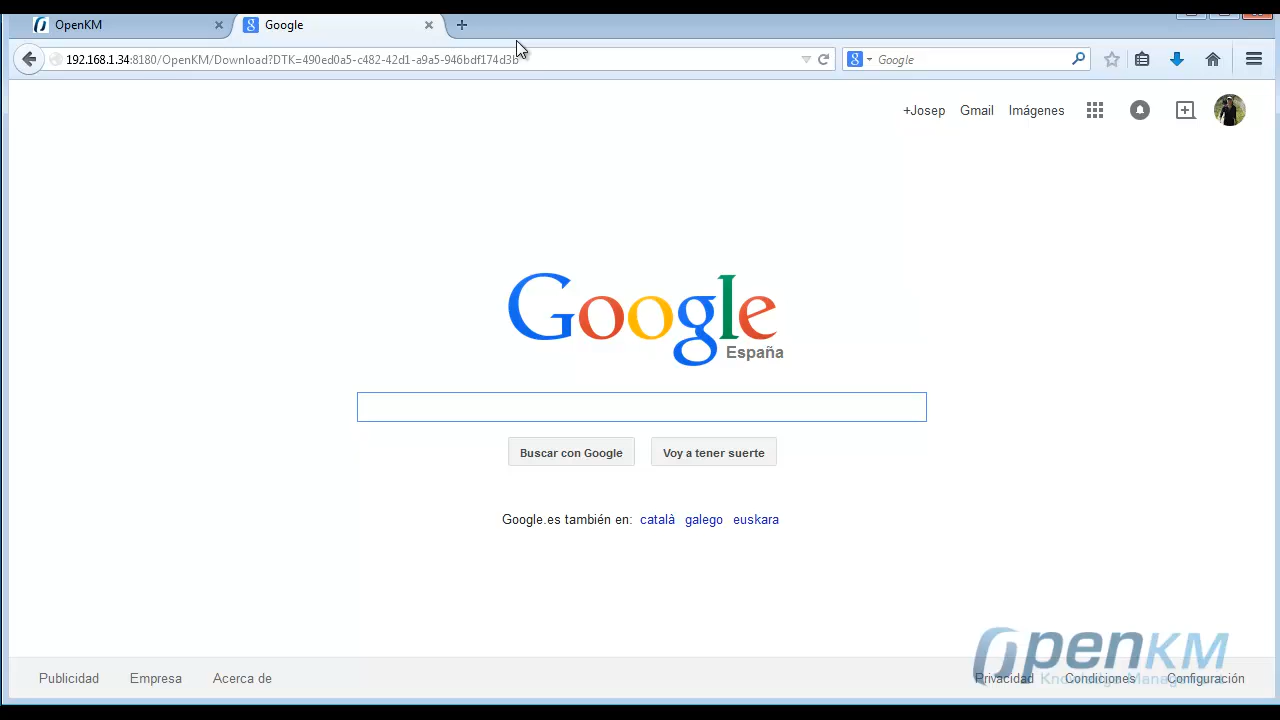 OpenKM
Google
192.168.1.34:8180/OpenKM/Download?DTK=490ed0a5-c482-42d1-a9a5-946bdf174d3b
Google
+Josep
Gmail
Imágenes
Google
España
Buscar con Google
Voy a tener suerte
Google.es también en: català galego euskara
OpenKM
Publicidad
Empresa
Acerca de
Privacidad
Condiciones
Configuración